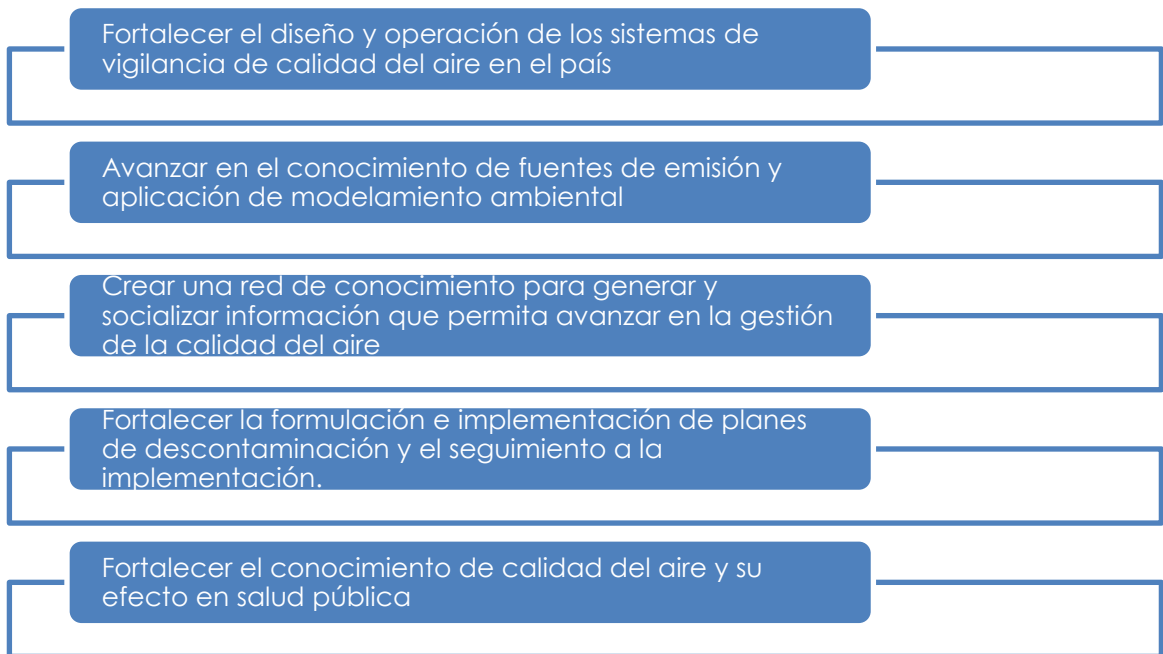 Fortalecer el diseño y operación de los sistemas de
vigilancia de calidad del aire en el país
Avanzar en el conocimiento de fuentes de emisión y
aplicación de modelamiento ambiental
Crear una red de conocimiento para generar y
socializar información que permita avanzar en la gestión
de la calidad del aire
Fortalecer la formulación e implementación de planes
de descontaminación y el seguimiento a la
implementación.
Fortalecer el conocimiento de calidad del aire y su
efecto en salud pública